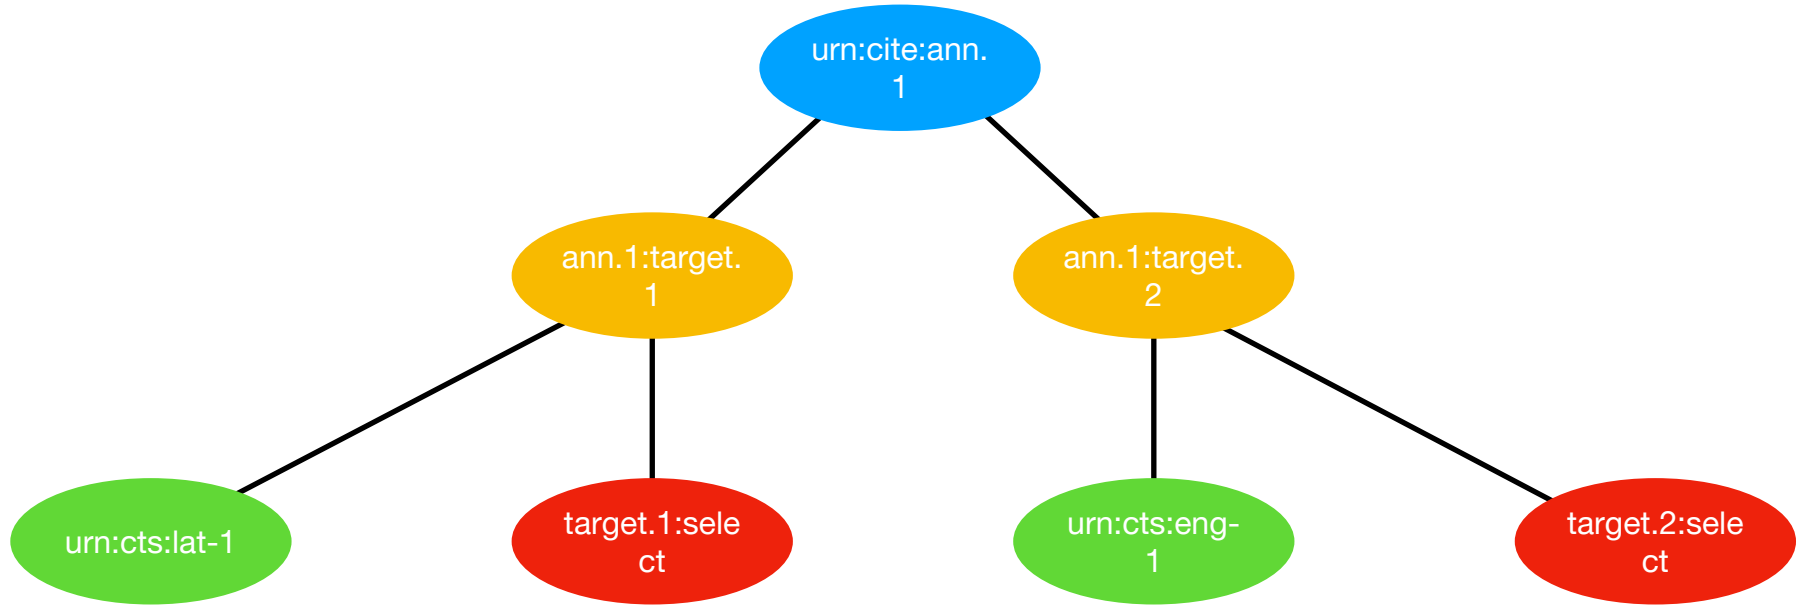 urn:cite:ann.
1
ann.1:target.
1
ann.1:target.
2
urn:cts:lat-1
target.1:sele
ct
urn:cts:eng-
1
target.2:sele
ct